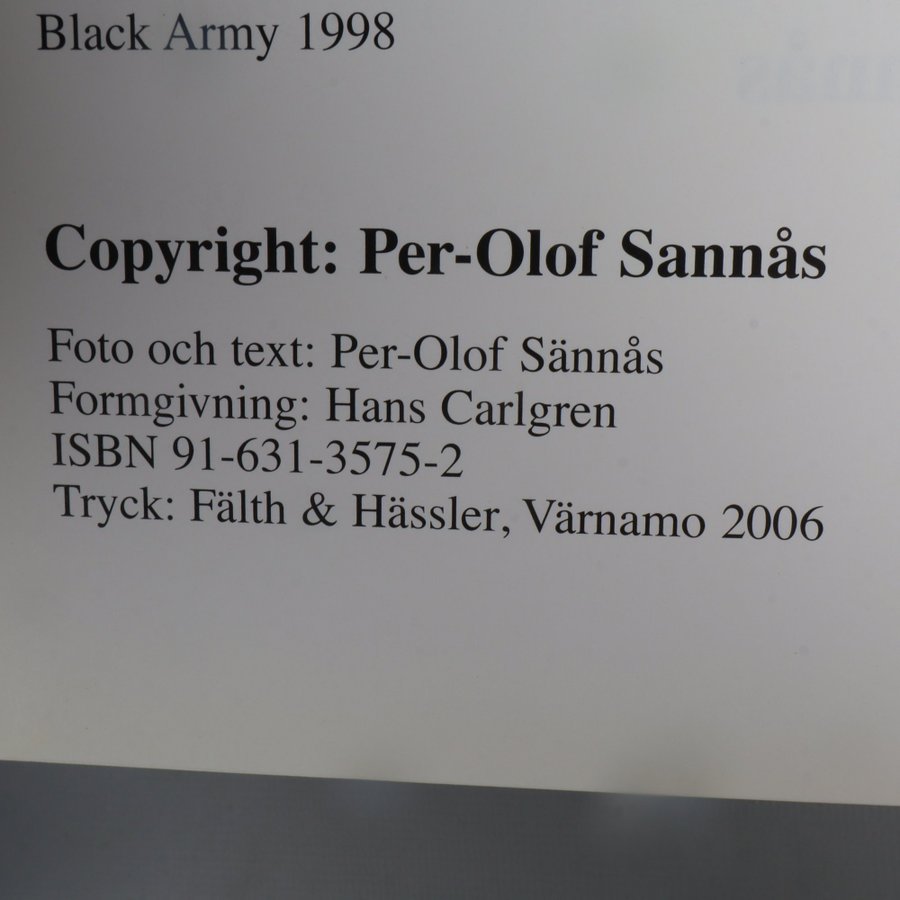 Black Army 1998
Copyright: Per-Olof Sannås
Foto och text: Per-Olof Sännås
Formgivning: Hans Carlgren
ISBN 91-631-3575-2
Tryck: Fälth & Hässler, Värnamo 2006